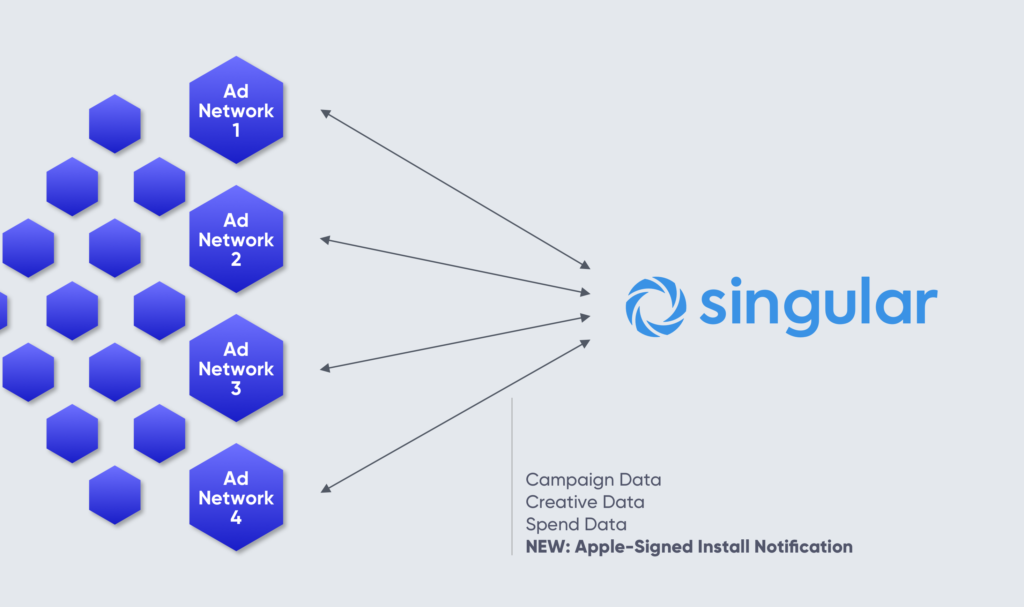 Ad
Network
1
Ad
Network
2
Ad
Network
3
Ad
Network
4
singular
Campaign Data
Creative Data
Spend Data
NEW: Apple-Signed Install Notification